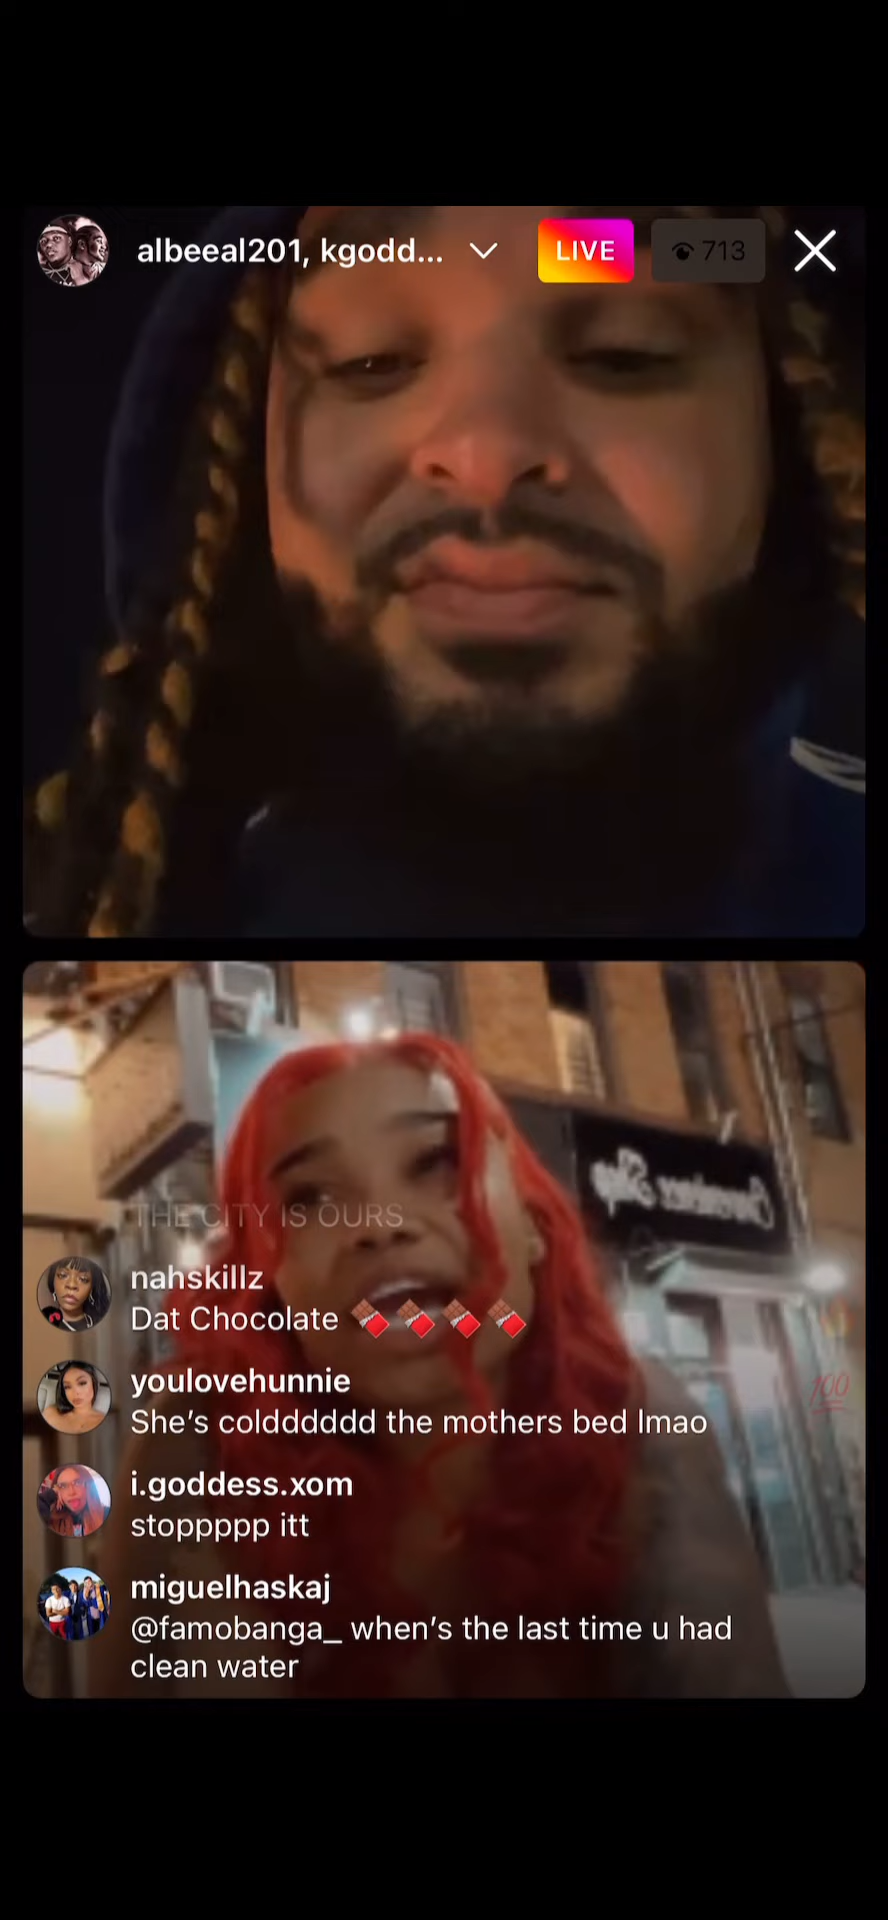 albeeal201, kgodd...
LIVE
713
THE CITY IS OURS
nahskillz
Dat Chocolate 🍫 🍫 🍫 🍫
youlovehunnie
She's coldddddd the mothers bed lmao
i.goddess.xom
stoppppp itt
miguelhaskaj
@famobanga_ when's the last time u had
clean water
💯